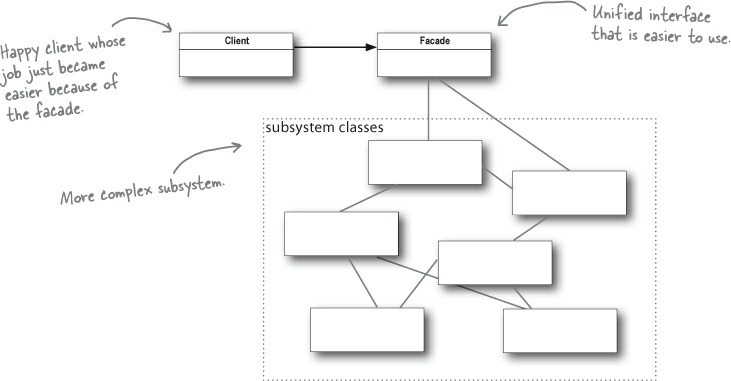 Happy client whose
job just became
easier because of
the facade.
Client
Facade
Unified interface
that is easier to use.
subsystem classes
More complex subsystem.